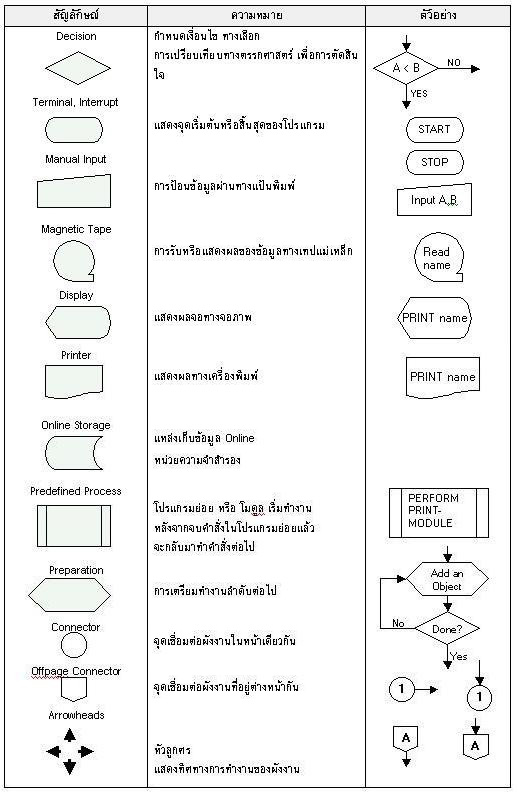 สัญลักษณ์ ความหมาย ตัวอย่าง
Decision
กำหนดเงื่อนไข ทางเลือก
การเปรียบเทียบทางตรรกศาสตร์ เพื่อการตัดสิน
ใจ
A < B
NO
YES
Terminal, Interrupt
แสดงจุดเริ่มต้นหรือสิ้นสุดของโปรแกรม
START
STOP
Manual Input
การป้อนข้อมูลผ่านทางแป้นพิมพ์
Input A,B
Magnetic Tape
การรับหรือแสดงผลของข้อมูลทางเทปแม่เหล็ก
Read
name
Display
แสดงผลจอทางจอภาพ
PRINT name
Printer
แสดงผลทางเครื่องพิมพ์
PRINT name
Online Storage
แหล่งเก็บข้อมูล Online
หน่วยความจำสำรอง
Predefined Process
โปรแกรมย่อย หรือ โมดูล เริ่มทำงาน
หลังจากจบคำสั่งในโปรแกรมย่อยแล้ว
จะกลับมาทำคำสั่งต่อไป
PERFORM
PRINT-
MODULE
Preparation
การเตรียมทำงานลำดับต่อไป
Add an
Object
No
Done?
Yes
Connector
จุดเชื่อมต่อผังงานในหน้าเดียวกัน
1
1
Offpage Connector
จุดเชื่อมต่อผังงานที่อยู่ต่างหน้ากัน
A
A
Arrowheads
หัวลูกศร
แสดงทิศทางการทำงานของผังงาน